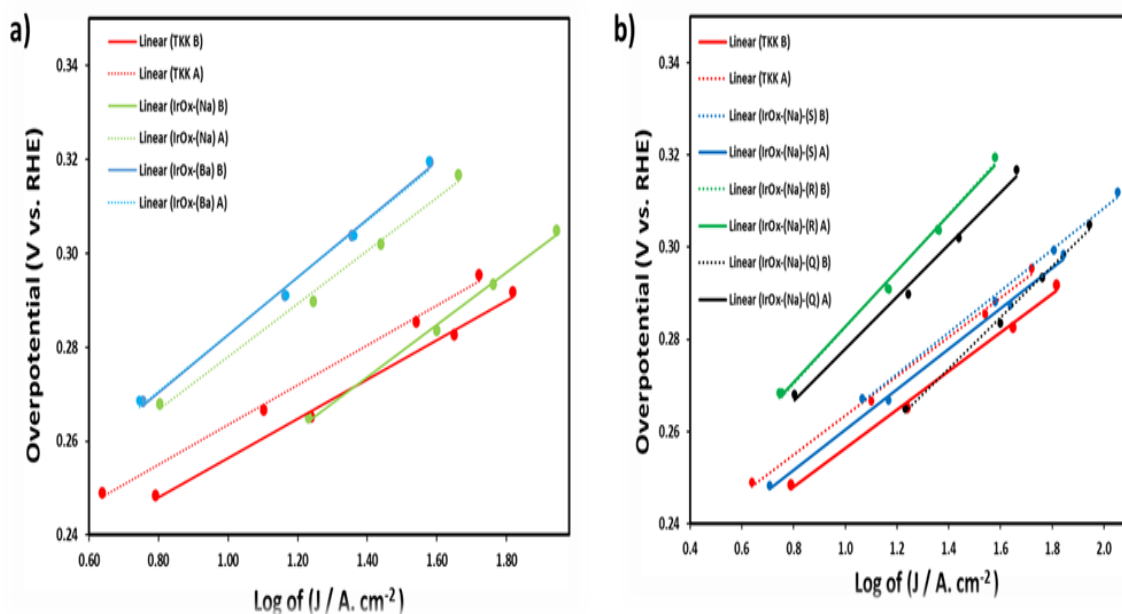 a)
Linear (TKK B)
Linear (TKK A)
Linear (IrOx-(Na) B)
Linear (IrOx-(Na) A)
Linear (IrOx-(Ba) B)
Linear (IrOx-(Ba) A)
Overpotential (V vs. RHE)
0.34
0.32
0.30
0.28
0.26
0.24
0.60 0.80 1.00 1.20 1.40 1.60 1.80
Log of (J / A. cm-2)
b)
Linear (TKK B)
Linear (TKK A)
Linear (IrOx-(Na)-(S) B)
Linear (IrOx-(Na)-(S) A)
Linear (IrOx-(Na)-(R) B)
Linear (IrOx-(Na)-(R) A)
Linear (IrOx-(Na)-(Q) B)
Linear (IrOx-(Na)-(Q) A)
Overpotential (V vs. RHE)
0.34
0.32
0.30
0.28
0.26
0.24
0.4 0.6 0.8 1.0 1.2 1.4 1.6 1.8 2.0
Log of (J / A. cm-2)